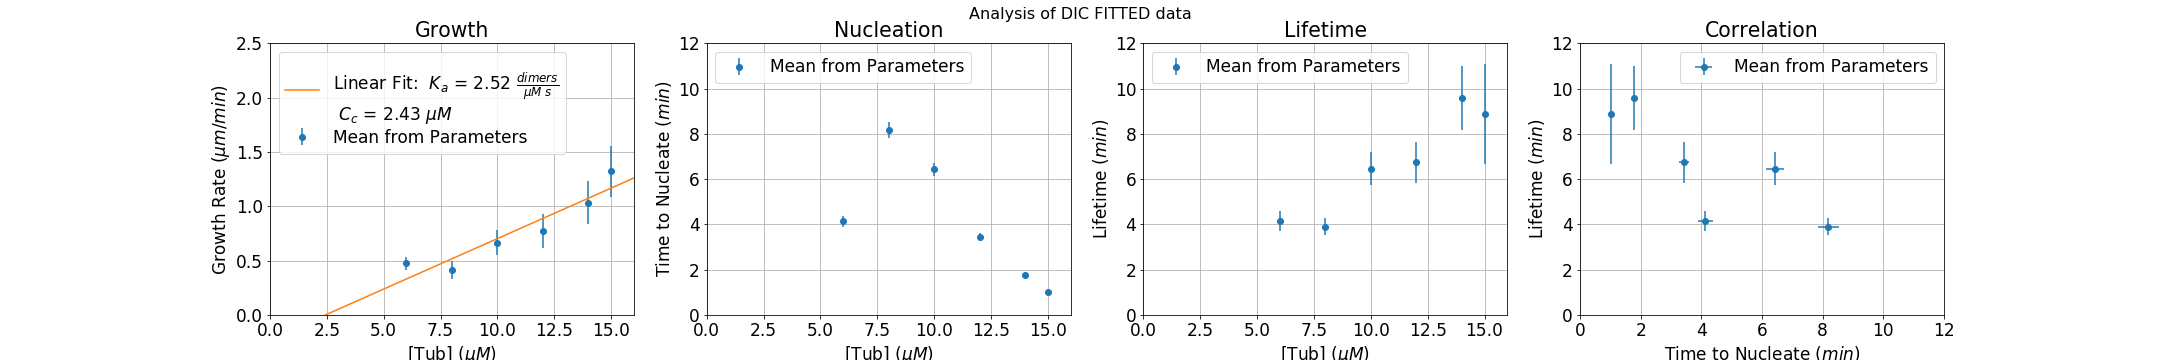 Analysis of DIC FITTED data
Growth
Growth Rate (μm/min)
2.5
2.0
1.5
1.0
0.5
0.0
Linear Fit: K_a = 2.52 dimers/μM s
C_c = 2.43 μM
Mean from Parameters
0.0 2.5 5.0 7.5 10.0 12.5 15.0
[Tub] (μM)
Nucleation
Time to Nucleate (min)
12
10
8
6
4
2
0
Mean from Parameters
0.0 2.5 5.0 7.5 10.0 12.5 15.0
[Tub] (μM)
Lifetime
Lifetime (min)
12
10
8
6
4
2
0
Mean from Parameters
0.0 2.5 5.0 7.5 10.0 12.5 15.0
[Tub] (μM)
Correlation
Lifetime (min)
12
10
8
6
4
2
0
Mean from Parameters
0 2 4 6 8 10 12
Time to Nucleate (min)